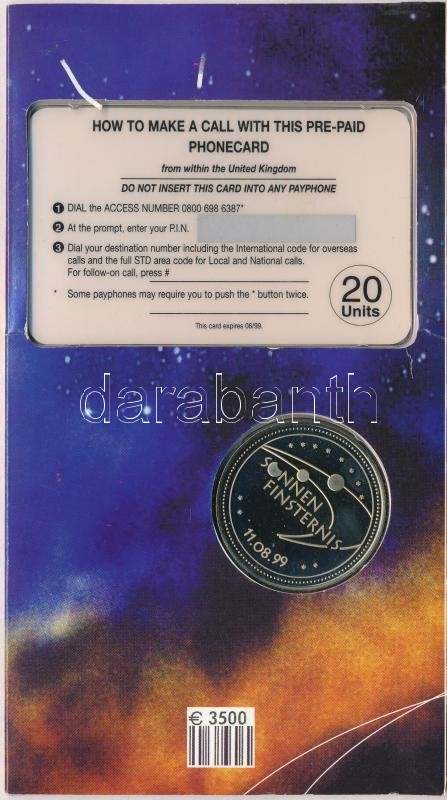 HOW TO MAKE A CALL WITH THIS PRE-PAID
PHONECARD
from within the United Kingdom
DO NOT INSERT THIS CARD INTO ANY PAYPHONE
1 DIAL the ACCESS NUMBER 0800 698 6387*
2 At the prompt, enter your P.I.N.
3 Dial your destination number including the International code for overseas
calls and the full STD area code for Local and National calls.
For follow-on call, press #
* Some payphones may require you to push the * button twice.
20
Units
This card expires 08/99.
darabanth
SONNEN
FINSTERNIS
11.08.99
€ 3500